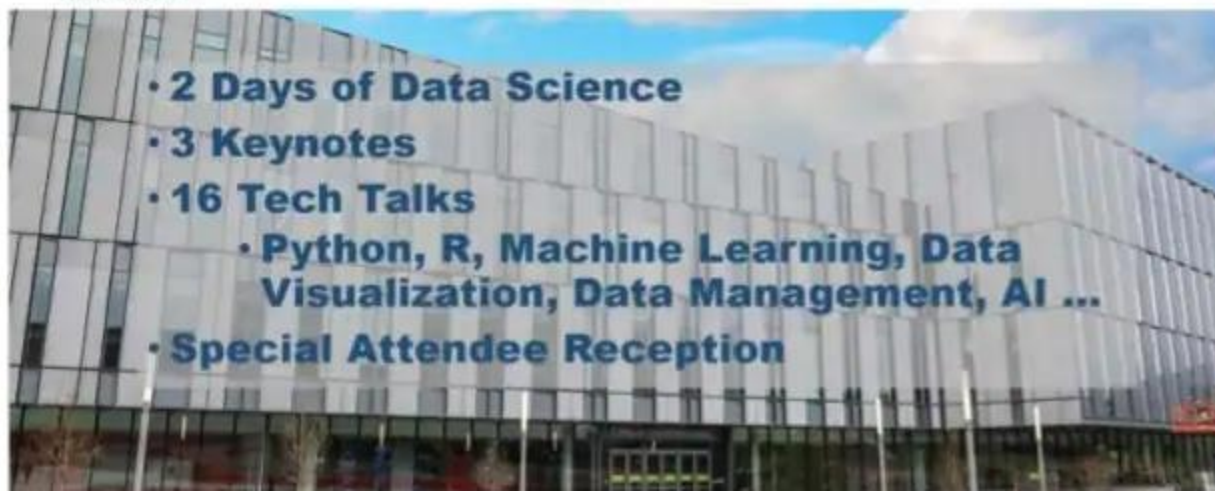 • 2 Days of Data Science
• 3 Keynotes
• 16 Tech Talks
• Python, R, Machine Learning, Data
Visualization, Data Management, AI ...
• Special Attendee Reception